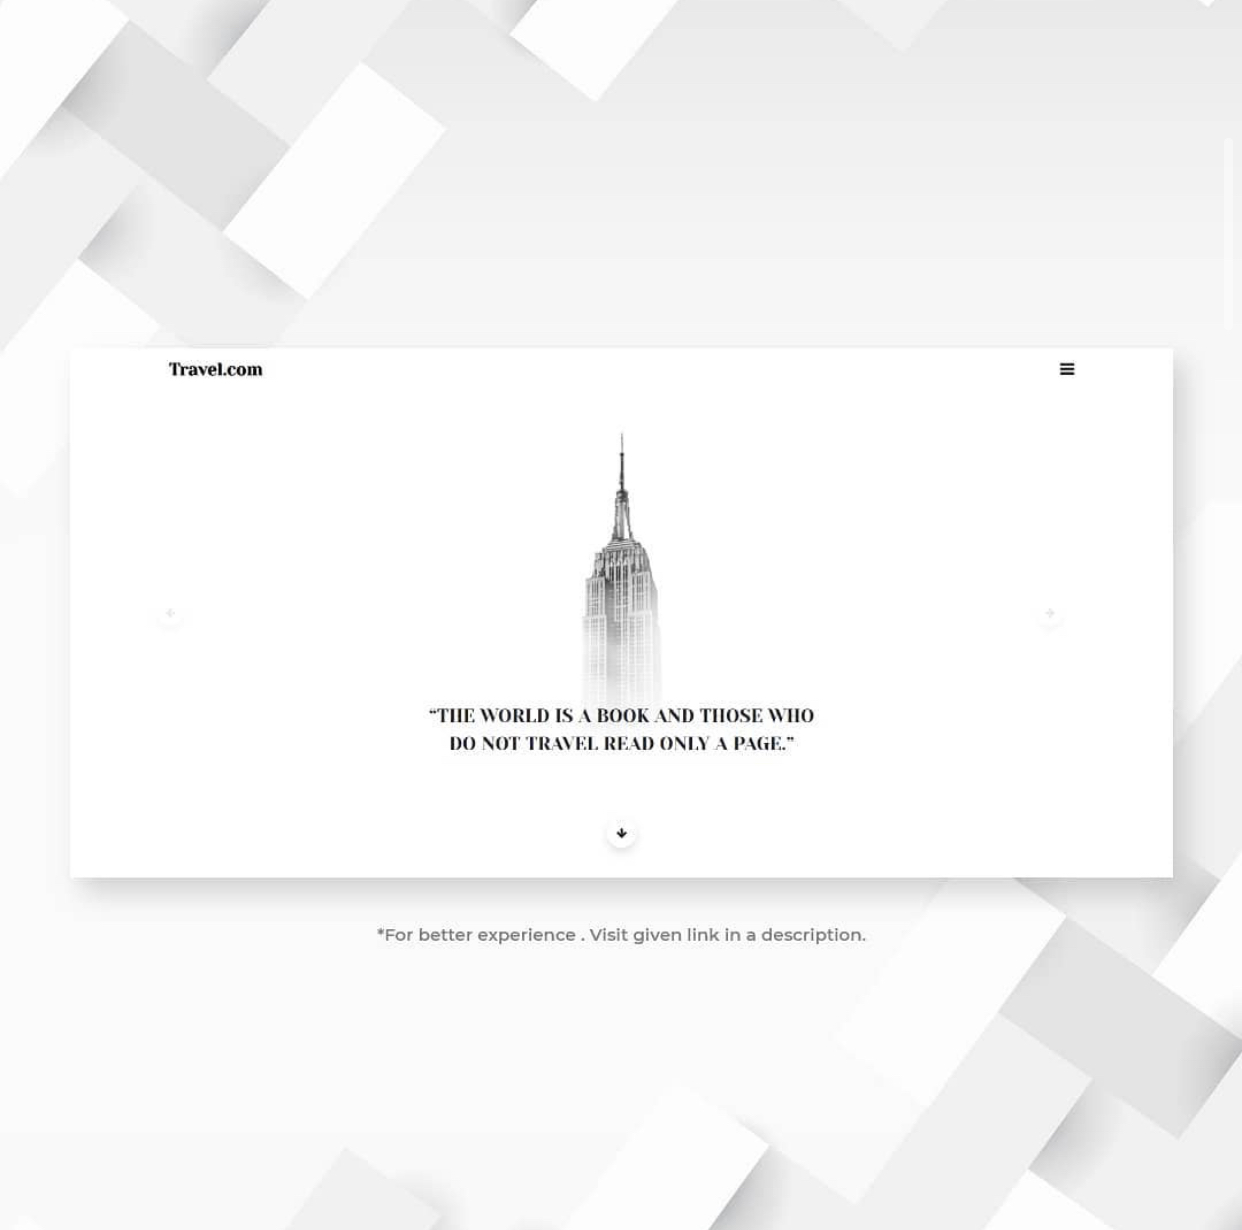 Travel.com
“THE WORLD IS A BOOK AND THOSE WHO
DO NOT TRAVEL READ ONLY A PAGE.”
*For better experience . Visit given link in a description.